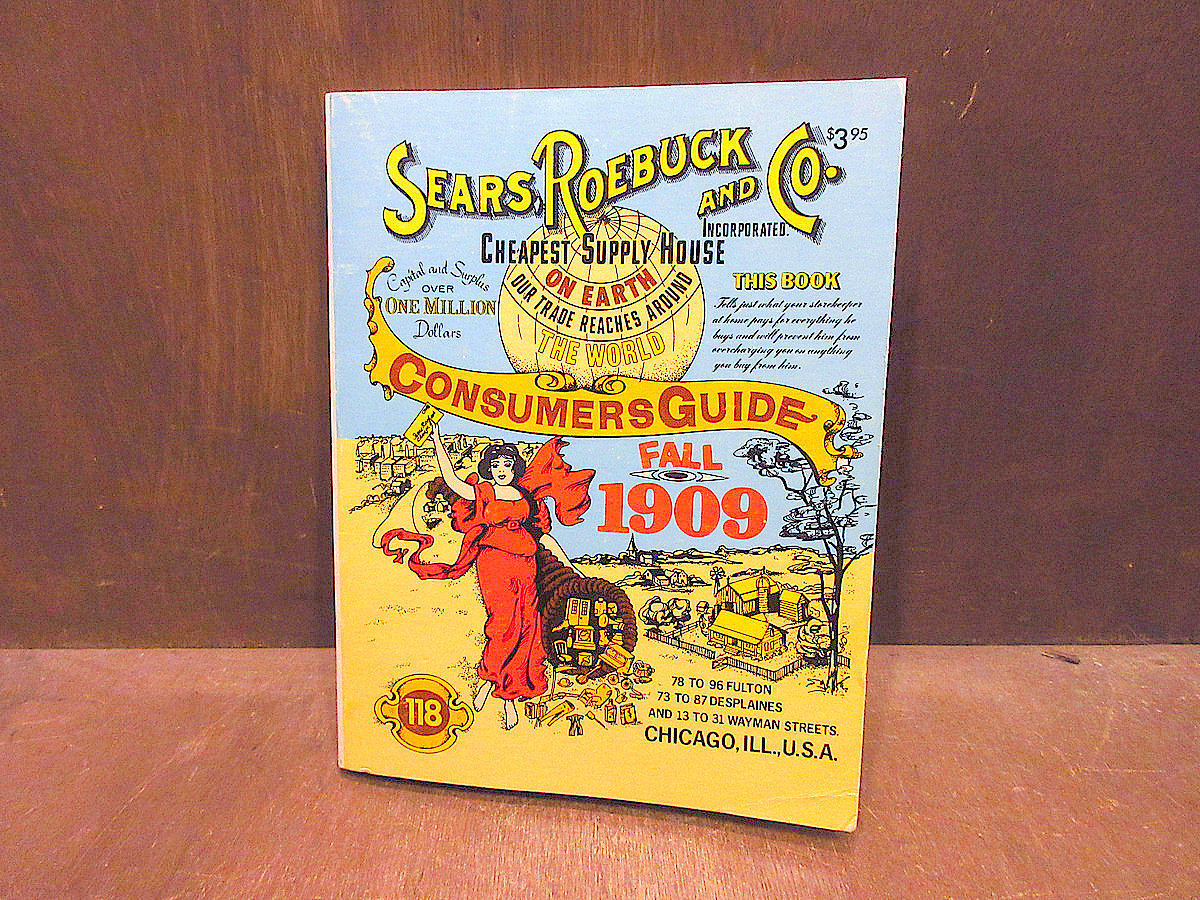 SEARS, ROEBUCK AND CO.
$3.95
INCORPORATED.
CHEAPEST SUPPLY HOUSE
ON EARTH
OUR TRADE REACHES AROUND
THE WORLD
Capital and Surplus
OVER
ONE MILLION
Dollars
THIS BOOK
Tells just what your storekeeper
at home pays for everything he
buys and will prevent him from
overcharging you on anything
you buy from him.
CONSUMERS GUIDE
FALL
1909
118
78 TO 96 FULTON
73 TO 87 DESPLAINES
AND 13 TO 31 WAYMAN STREETS.
CHICAGO, ILL., U.S.A.